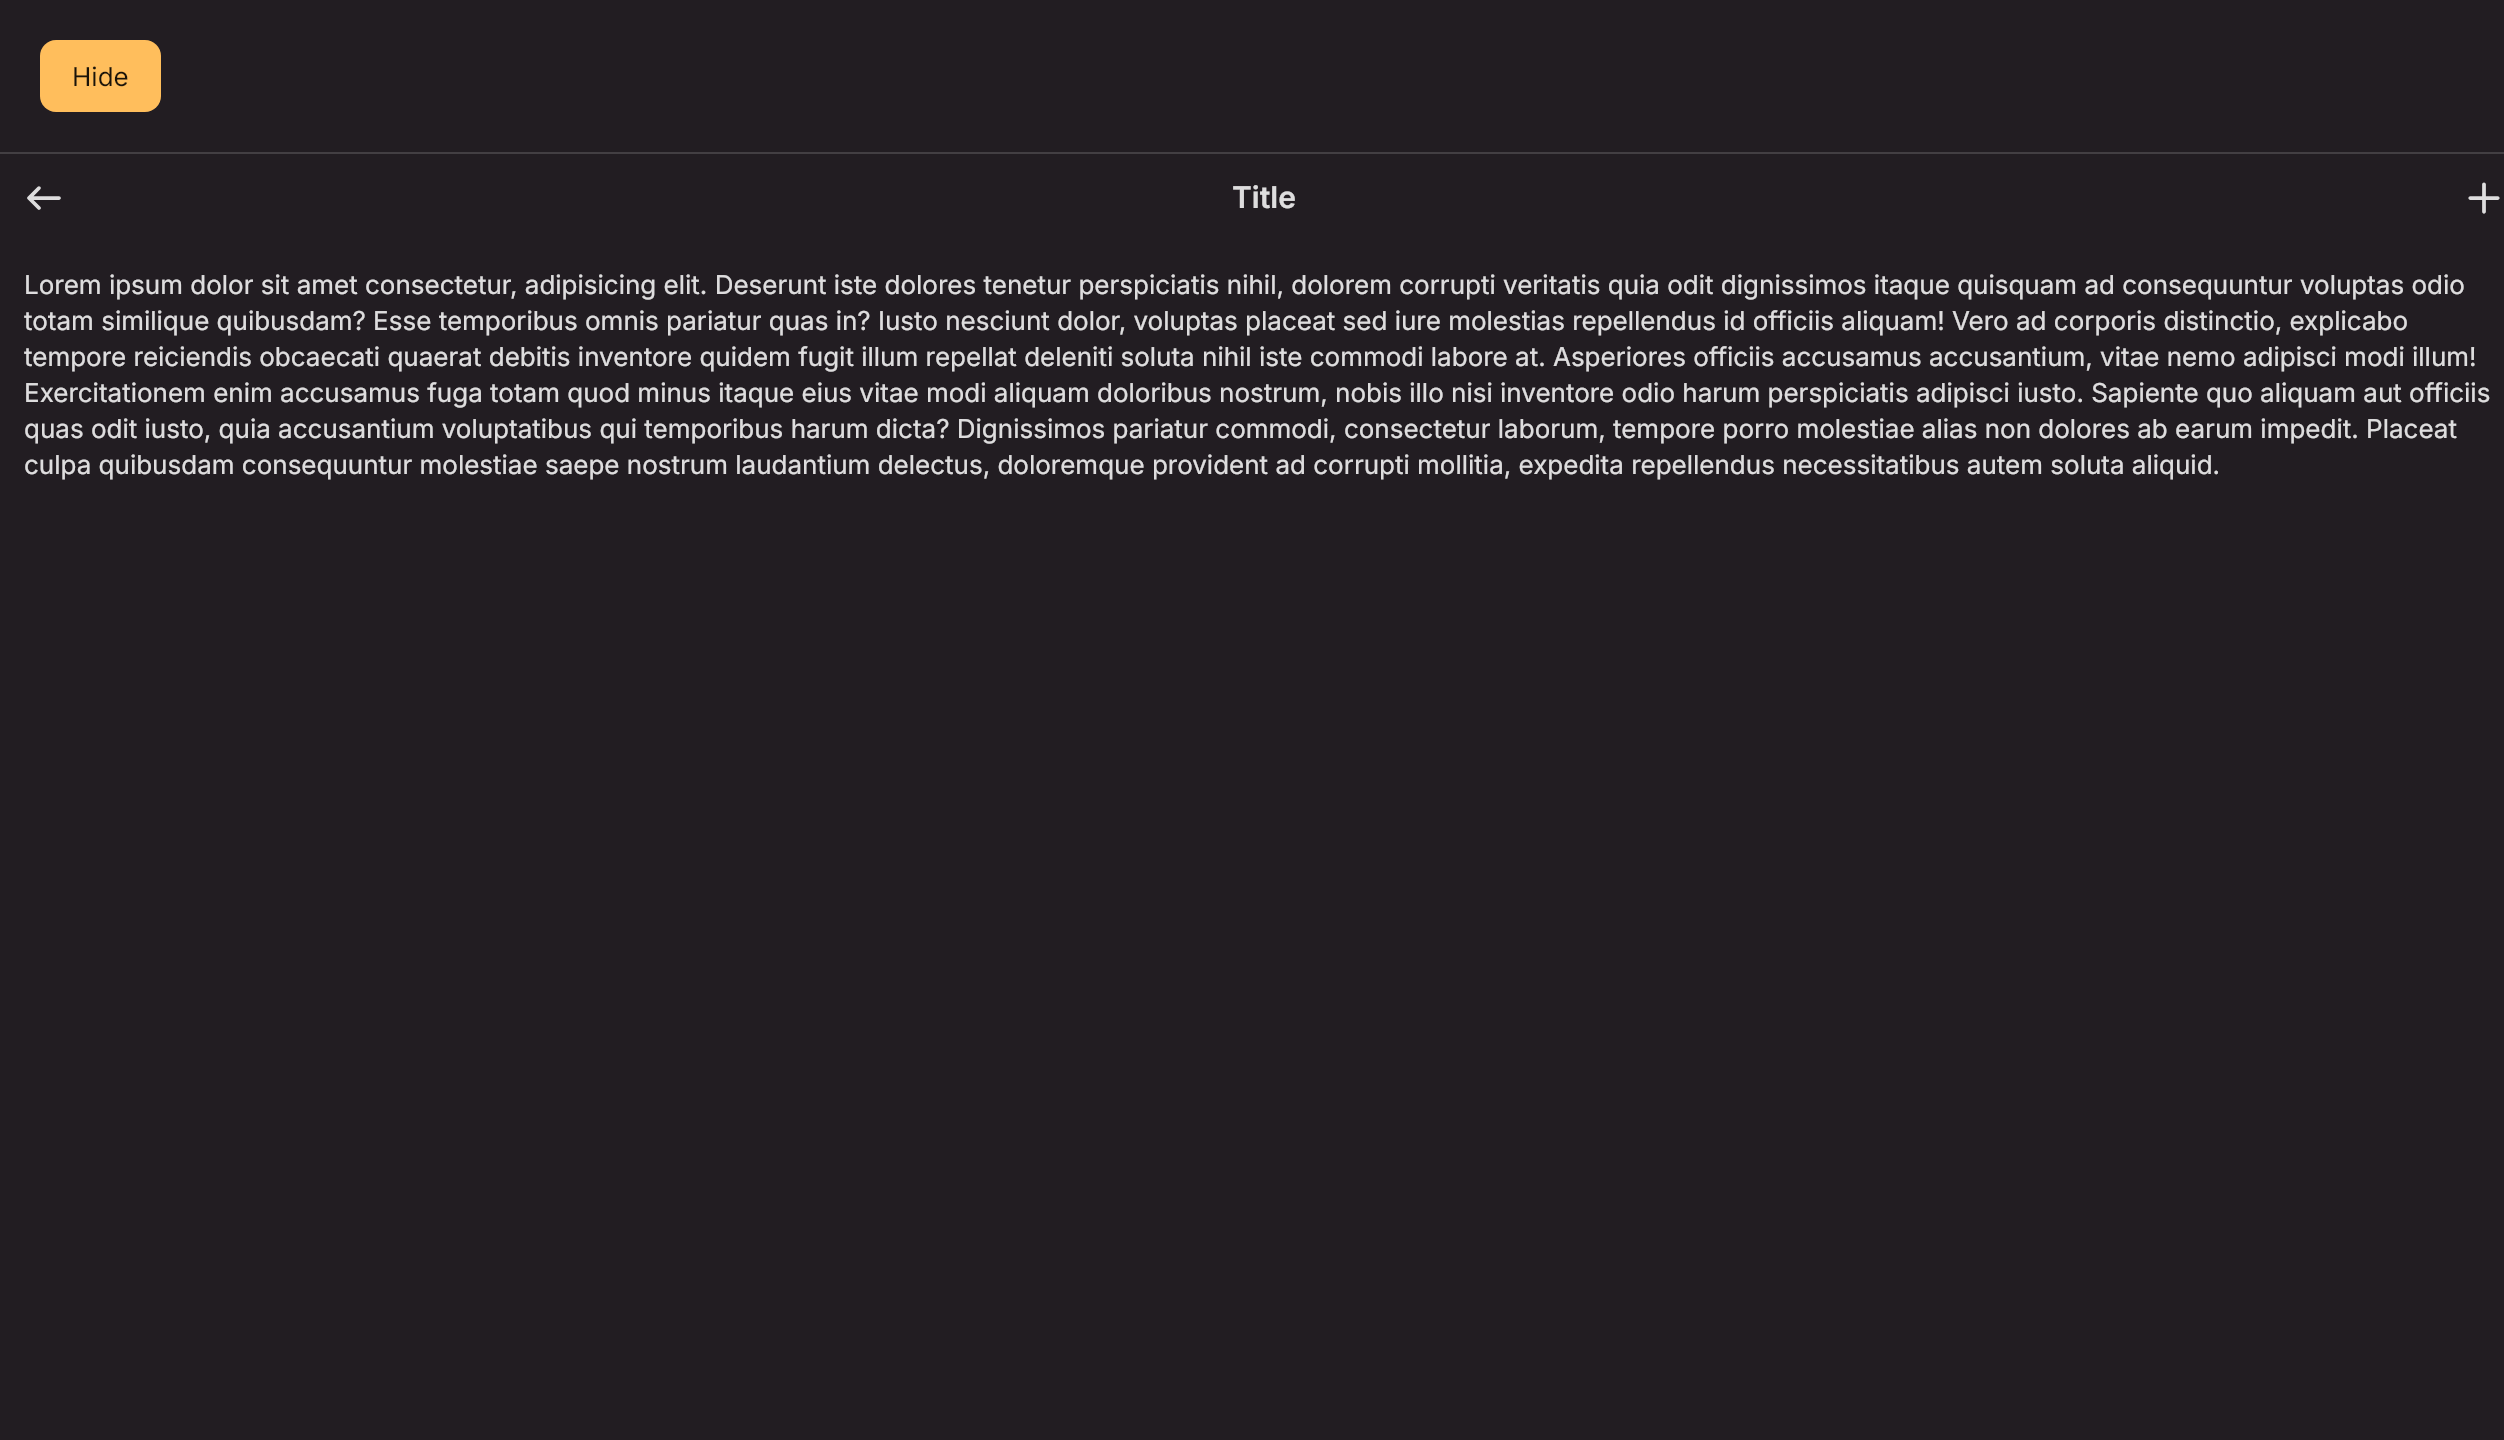 Hide
Title
Lorem ipsum dolor sit amet consectetur, adipisicing elit. Deserunt iste dolores tenetur perspiciatis nihil, dolorem corrupti veritatis quia odit dignissimos itaque quisquam ad consequuntur voluptas odio
totam similique quibusdam? Esse temporibus omnis pariatur quas in? Iusto nesciunt dolor, voluptas placeat sed iure molestias repellendus id officiis aliquam! Vero ad corporis distinctio, explicabo
tempore reiciendis obcaecati quaerat debitis inventore quidem fugit illum repellat deleniti soluta nihil iste commodi labore at. Asperiores officiis accusamus accusantium, vitae nemo adipisci modi illum!
Exercitationem enim accusamus fuga totam quod minus itaque eius vitae modi aliquam doloribus nostrum, nobis illo nisi inventore odio harum perspiciatis adipisci iusto. Sapiente quo aliquam aut officiis
quas odit iusto, quia accusantium voluptatibus qui temporibus harum dicta? Dignissimos pariatur commodi, consectetur laborum, tempore porro molestiae alias non dolores ab earum impedit. Placeat
culpa quibusdam consequuntur molestiae saepe nostrum laudantium delectus, doloremque provident ad corrupti mollitia, expedita repellendus necessitatibus autem soluta aliquid.